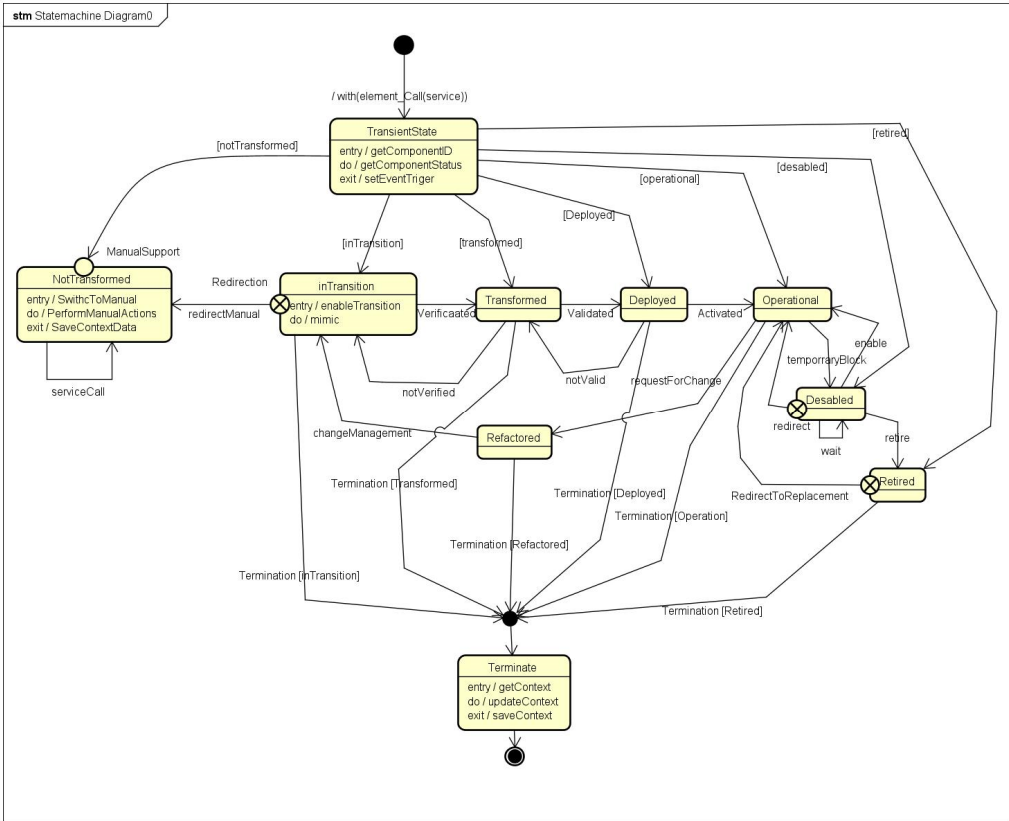 stm Statemachine Diagram0
/ with(element_Call(service))
TransientState
entry / getComponentID
do / getComponentStatus
exit / setEventTriger
[retired]
[notTransformed]
[desabled]
[operational]
[Deployed]
[inTransition]
[transformed]
ManualSupport
NotTransformed
entry / SwithcToManual
do / PerformManualActions
exit / SaveContextData
serviceCall
Redirection
redirectManual
inTransition
entry / enableTransition
do / mimic
Verificaated
Transformed
Validated
Deployed
Activated
Operational
enable
temporraryBlock
notVerified
notValid
requestForChange
Desabled
redirect
wait
retire
changeManagement
Refactored
Retired
RedirectToReplacement
Termination [Transformed]
Termination [Deployed]
Termination [Operation]
Termination [Refactored]
Termination [inTransition]
Termination [Retired]
Terminate
entry / getContext
do / updateContext
exit / saveContext